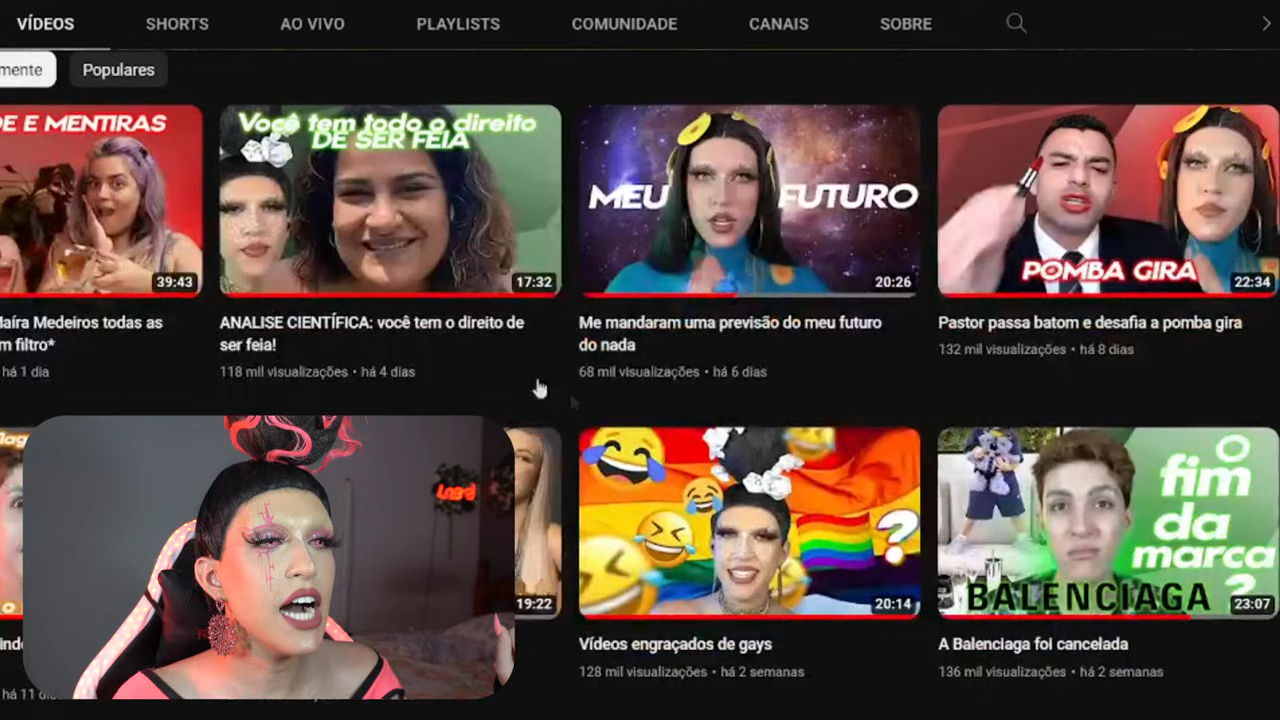 VÍDEOS
SHORTS
AO VIVO
PLAYLISTS
COMUNIDADE
CANAIS
SOBRE
mente
Populares
DE E MENTIRAS
39:43
Você tem todo o direito
DE SER FEIA
17:32
MEU FUTURO
20:26
POMBA GIRA
22:34
Maíra Medeiros todas as
m filtro*
há 1 dia
ANALISE CIENTÍFICA: você tem o direito de
ser feia!
118 mil visualizações • há 4 dias
Me mandaram uma previsão do meu futuro
do nada
68 mil visualizações • há 6 dias
Pastor passa batom e desafia a pomba gira
132 mil visualizações • há 8 dias
19:22
?
20:14
O
fim
da
marca
BALENCIAGA
?
23:07
há 11 dias
Vídeos engraçados de gays
128 mil visualizações • há 2 semanas
A Balenciaga foi cancelada
136 mil visualizações • há 2 semanas